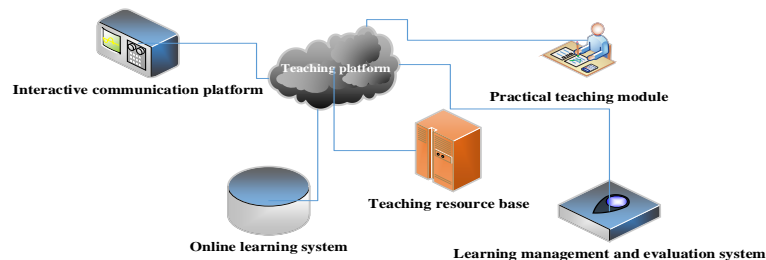 Teaching platform
Interactive communication platform
Practical teaching module
Teaching resource base
Online learning system
Learning management and evaluation system